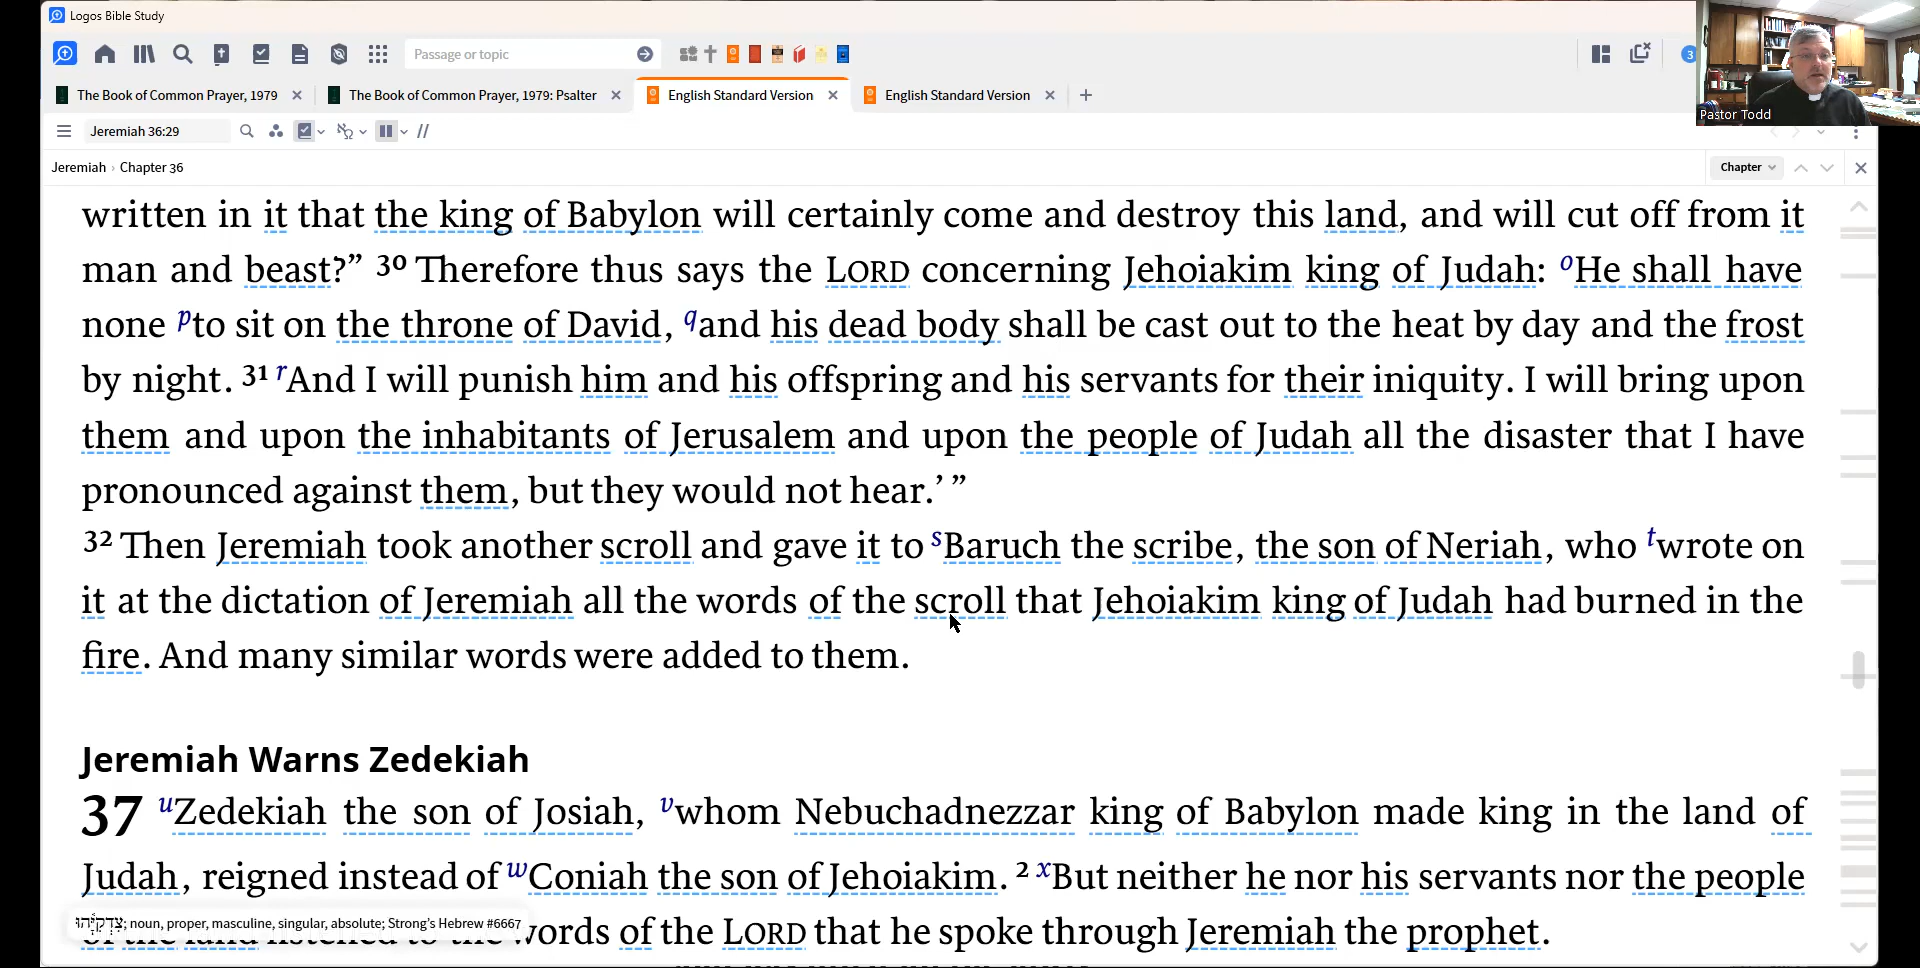 Logos Bible Study
Passage or topic
3
The Book of Common Prayer, 1979
The Book of Common Prayer, 1979: Psalter
English Standard Version
English Standard Version
Pastor Todd
Jeremiah 36:29
Jeremiah › Chapter 36
Chapter
written in it that the king of Babylon will certainly come and destroy this land, and will cut off from it
man and beast?” 30 Therefore thus says the LORD concerning Jehoiakim king of Judah: oHe shall have
none pto sit on the throne of David, qand his dead body shall be cast out to the heat by day and the frost
by night. 31 rAnd I will punish him and his offspring and his servants for their iniquity. I will bring upon
them and upon the inhabitants of Jerusalem and upon the people of Judah all the disaster that I have
pronounced against them, but they would not hear.’ ”
32 Then Jeremiah took another scroll and gave it to sBaruch the scribe, the son of Neriah, who twrote on
it at the dictation of Jeremiah all the words of the scroll that Jehoiakim king of Judah had burned in the
fire. And many similar words were added to them.
Jeremiah Warns Zedekiah
37 uZedekiah the son of Josiah, vwhom Nebuchadnezzar king of Babylon made king in the land of
Judah, reigned instead of wConiah the son of Jehoiakim. 2 xBut neither he nor his servants nor the people
; noun, proper, masculine, singular, absolute; Strong’s Hebrew #6667
of the land listened to the words of the LORD that he spoke through Jeremiah the prophet.